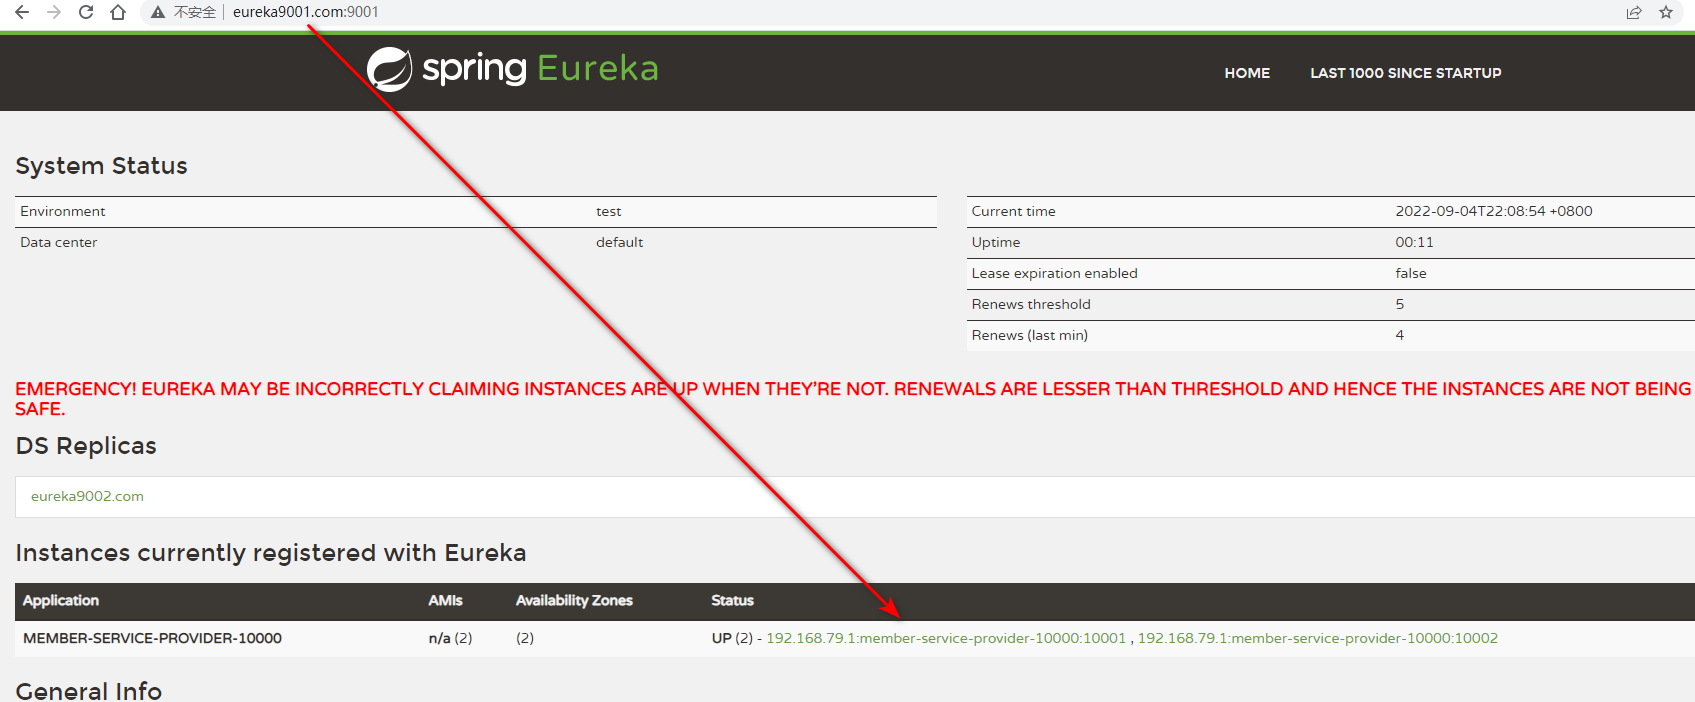 不安全 eureka9001.com:9001
spring Eureka
HOME LAST 1000 SINCE STARTUP
System Status
Environment test
Data center default
Current time 2022-09-04T22:08:54 +0800
Uptime 00:11
Lease expiration enabled false
Renews threshold 5
Renews (last min) 4
EMERGENCY! EUREKA MAY BE INCORRECTLY CLAIMING INSTANCES ARE UP WHEN THEY'RE NOT. RENEWALS ARE LESSER THAN THRESHOLD AND HENCE THE INSTANCES ARE NOT BEING
SAFE.
DS Replicas
eureka9002.com
Instances currently registered with Eureka
Application AMIs Availability Zones Status
MEMBER-SERVICE-PROVIDER-10000 n/a (2) (2) UP (2) - 192.168.79.1:member-service-provider-10000:10001 , 192.168.79.1:member-service-provider-10000:10002
General Info